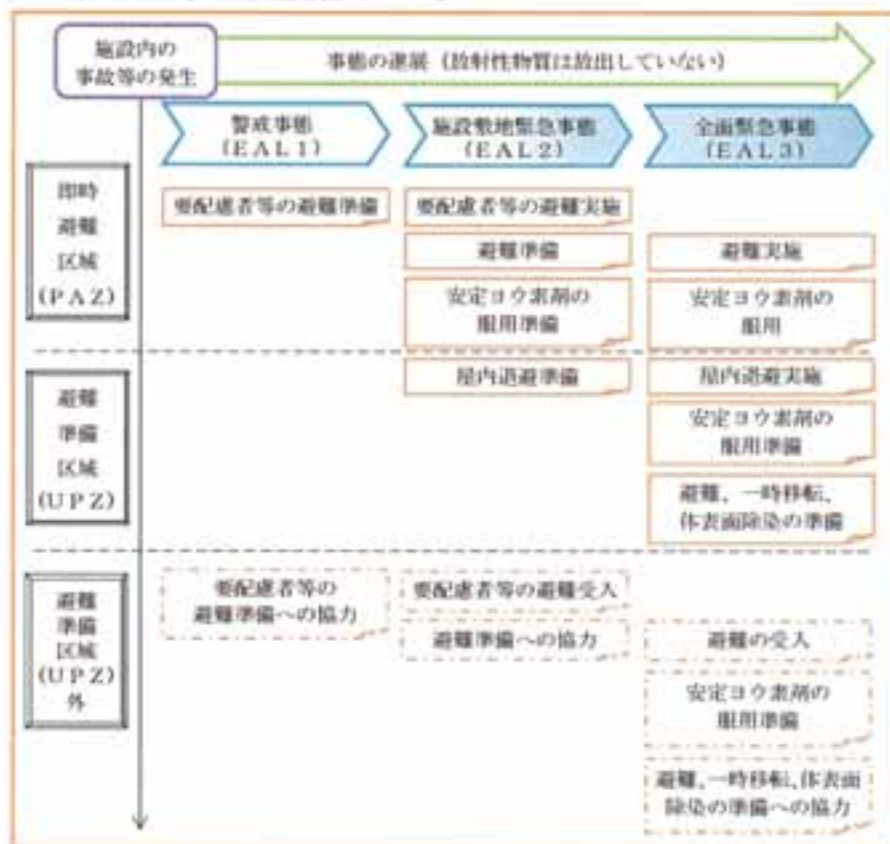 施設内の
事故等の発生
事態の進展（放射性物質は放出していない）
警戒事態
（ＥＡＬ１）
施設敷地緊急事態
（ＥＡＬ２）
全面緊急事態
（ＥＡＬ３）
即時
避難
区域
（ＰＡＺ）
要配慮者等の避難準備
要配慮者等の避難実施
避難準備
避難実施
安定ヨウ素剤の
服用準備
安定ヨウ素剤の
服用
避難
準備
区域
（ＵＰＺ）
屋内退避準備
屋内退避実施
安定ヨウ素剤の
服用準備
避難、一時移転、
体表面除染の準備
避難
準備
区域
（ＵＰＺ）
外
要配慮者等の
避難準備への協力
要配慮者等の避難受入
避難準備への協力
避難の受入
安定ヨウ素剤の
服用準備
避難、一時移転、体表面
除染の準備への協力